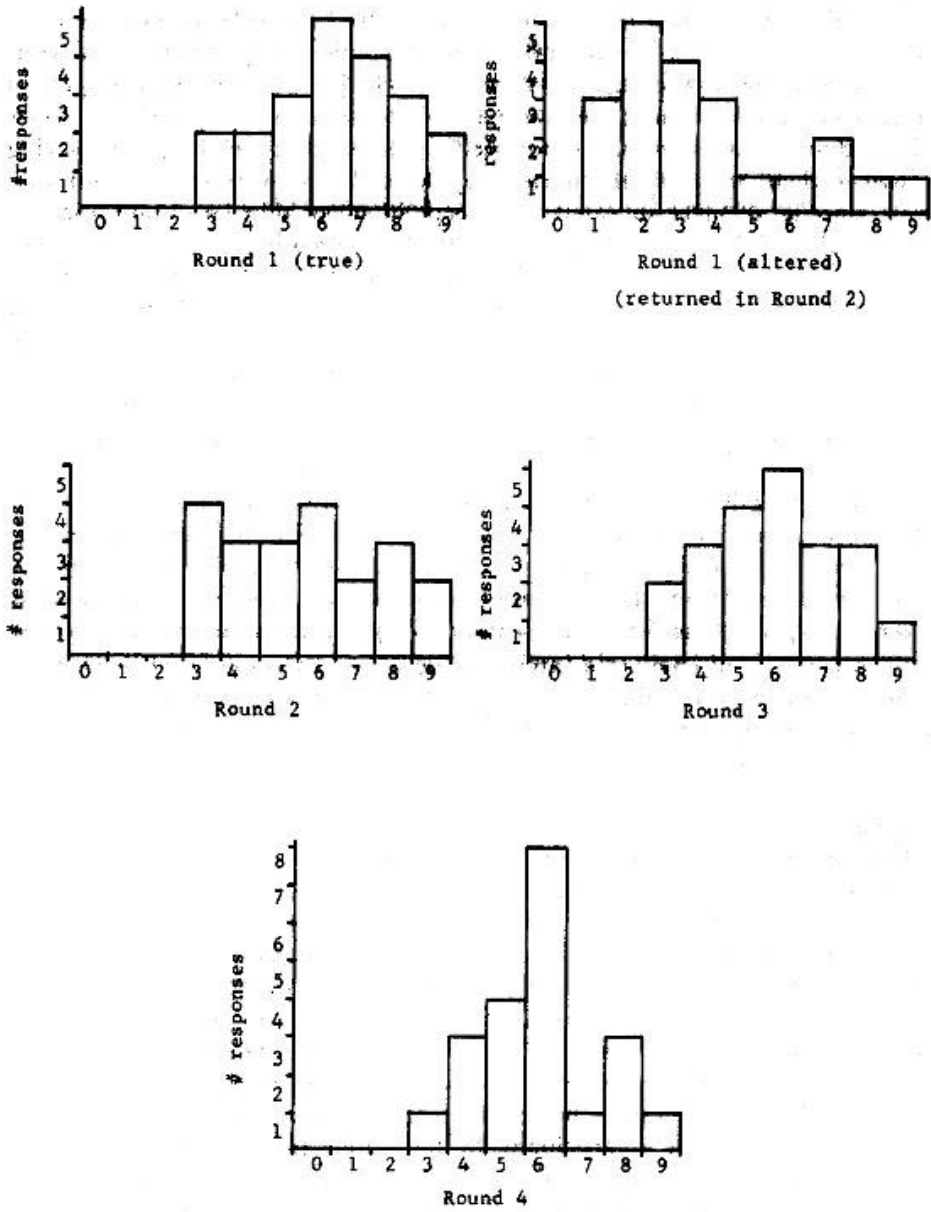 #responses
5
4
3
2
1
0 1 2 3 4 5 6 7 8 9
Round 1 (true)
responses
5
4
3
2
1
0 1 2 3 4 5 6 7 8 9
Round 1 (altered)
(returned in Round 2)
# responses
5
4
3
2
1
0 1 2 3 4 5 6 7 8 9
Round 2
# responses
5
4
3
2
1
0 1 2 3 4 5 6 7 8 9
Round 3
# responses
8
7
6
5
4
3
2
1
0 1 2 3 4 5 6 7 8 9
Round 4